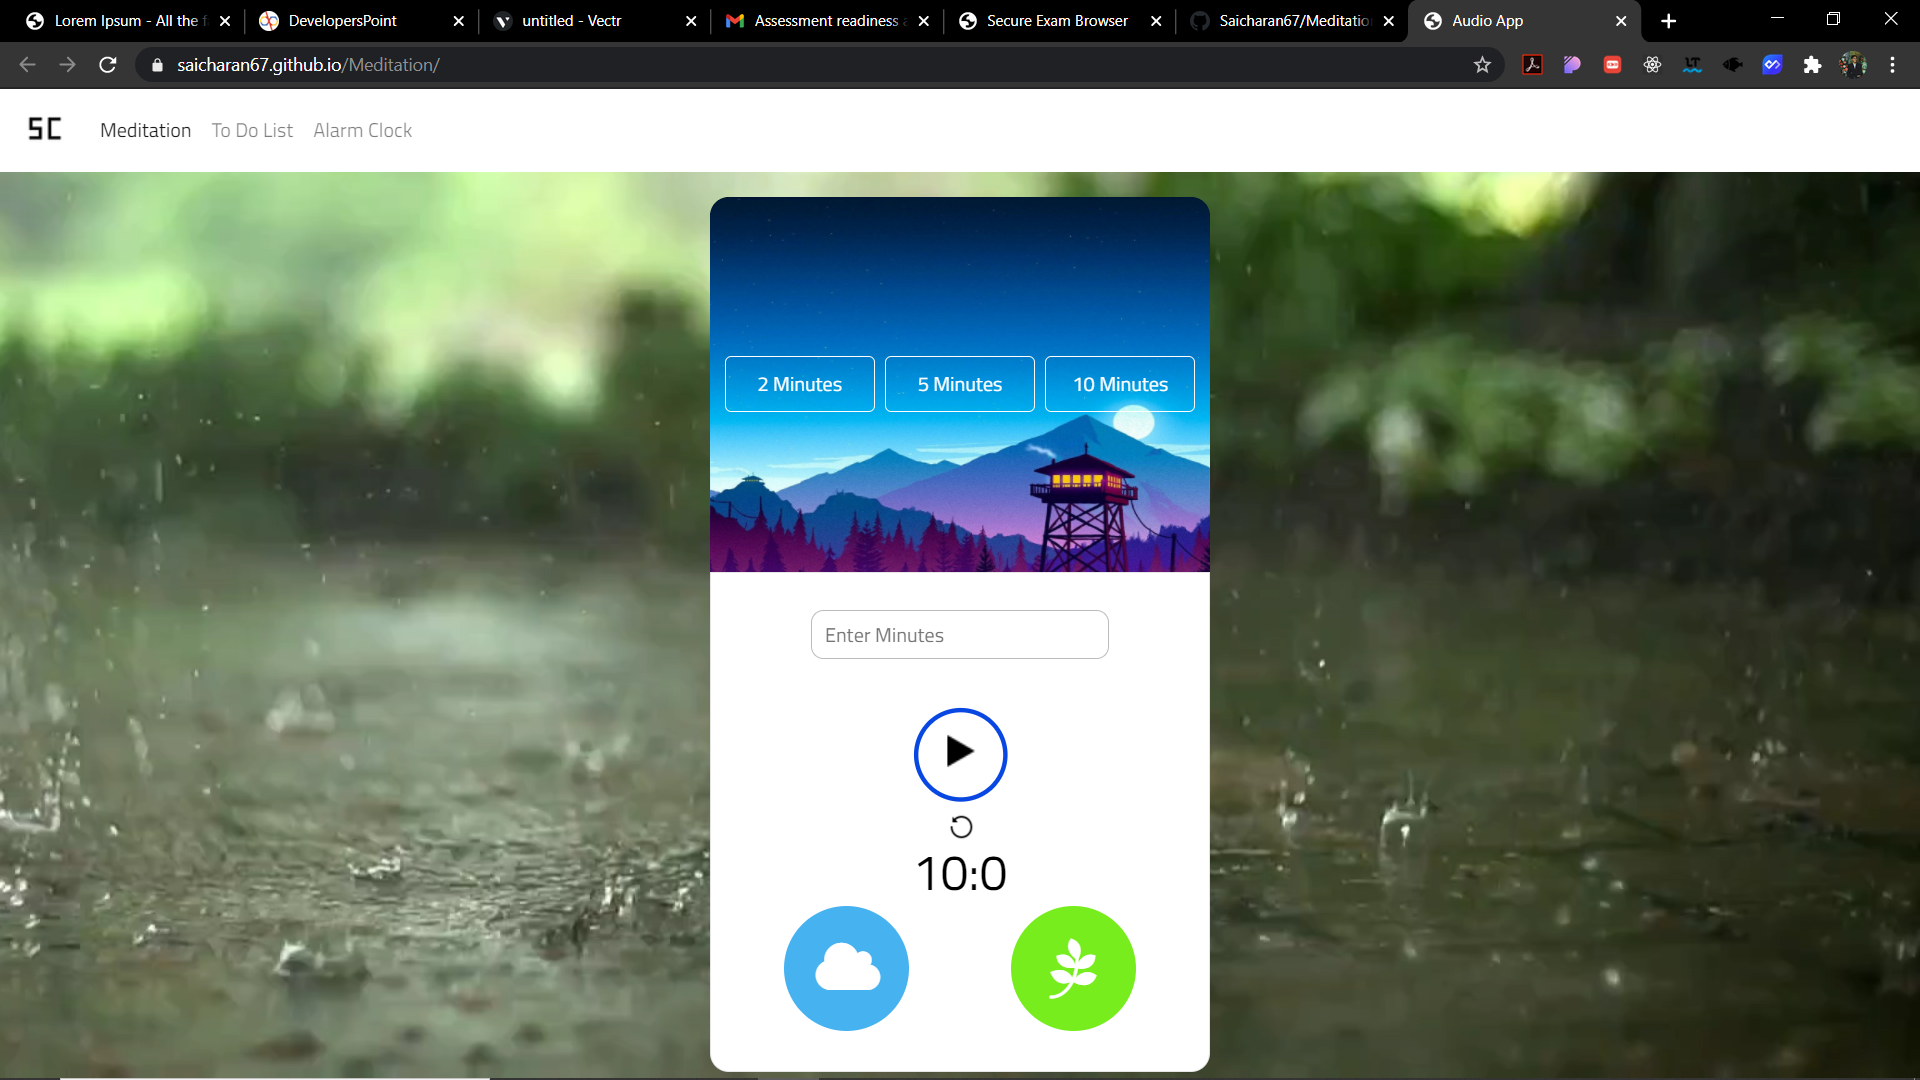 Lorem Ipsum - All the f
DevelopersPoint
untitled - Vectr
Assessment readiness a
Secure Exam Browser
Saicharan67/Meditatio
Audio App
saicharan67.github.io/Meditation/
SC
Meditation
To Do List
Alarm Clock
2 Minutes
5 Minutes
10 Minutes
Enter Minutes
10:0